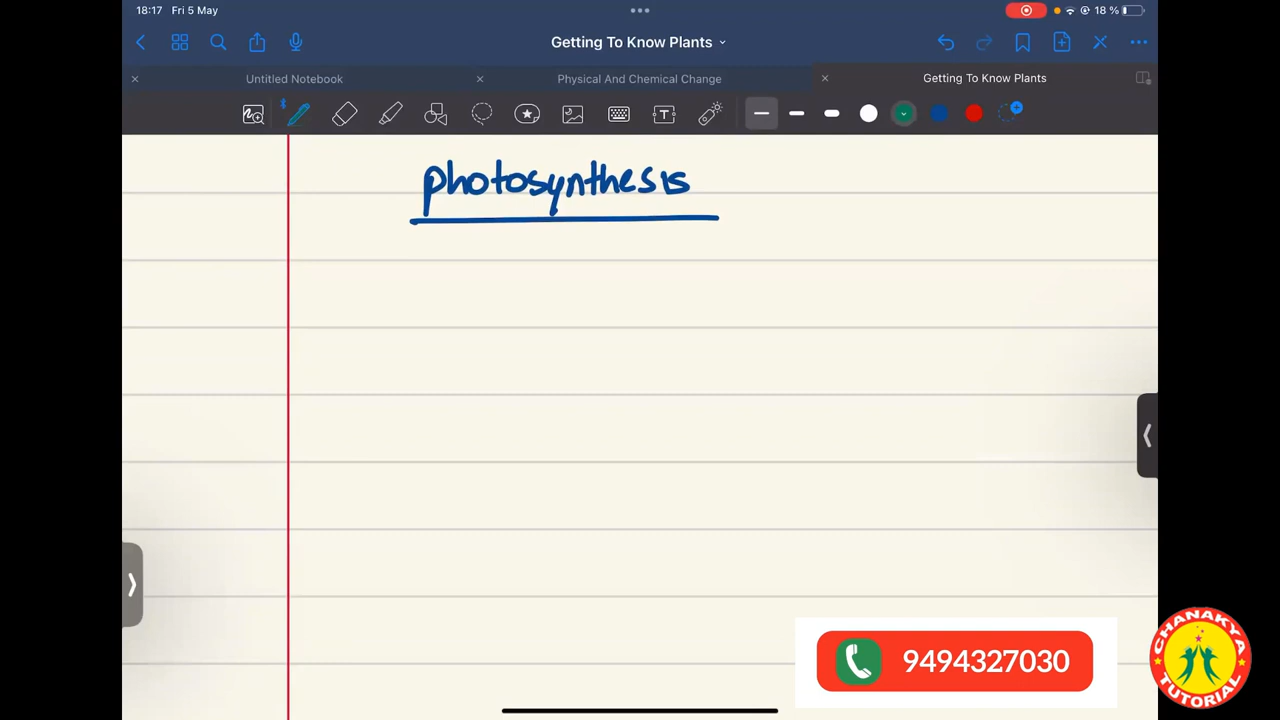 18:17 Fri 5 May 18 %
Getting To Know Plants
Untitled Notebook Physical And Chemical Change Getting To Know Plants
photosynthesis
9494327030
CHANAKYA
TUTORIAL